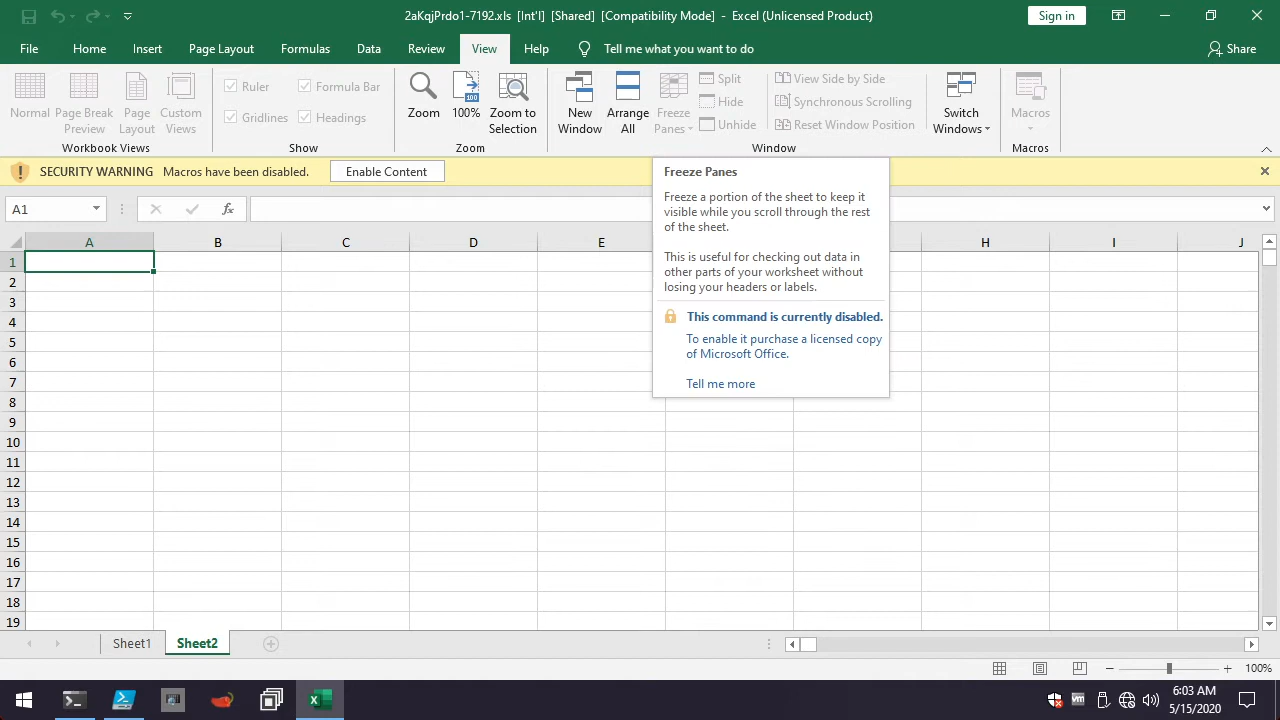 2aKqjPrdo1-7192.xls [Int'l] [Shared] [Compatibility Mode] - Excel (Unlicensed Product)
Sign in
File Home Insert Page Layout Formulas Data Review View Help Tell me what you want to do Share
Normal
Page Break Preview
Page Layout
Custom Views
Workbook Views
Ruler
Formula Bar
Gridlines
Headings
Show
Zoom
100%
Zoom to Selection
Zoom
New Window
Arrange All
Freeze Panes
Split
Hide
Unhide
View Side by Side
Synchronous Scrolling
Reset Window Position
Switch Windows
Window
Macros
Macros
SECURITY WARNING Macros have been disabled. Enable Content
A1
fx
Freeze Panes
Freeze a portion of the sheet to keep it
visible while you scroll through the rest
of the sheet.
This is useful for checking out data in
other parts of your worksheet without
losing your headers or labels.
This command is currently disabled.
To enable it purchase a licensed copy
of Microsoft Office.
Tell me more
A B C D E H I J
1
2
3
4
5
6
7
8
9
10
11
12
13
14
15
16
17
18
19
Sheet1 Sheet2
100%
6:03 AM
5/15/2020